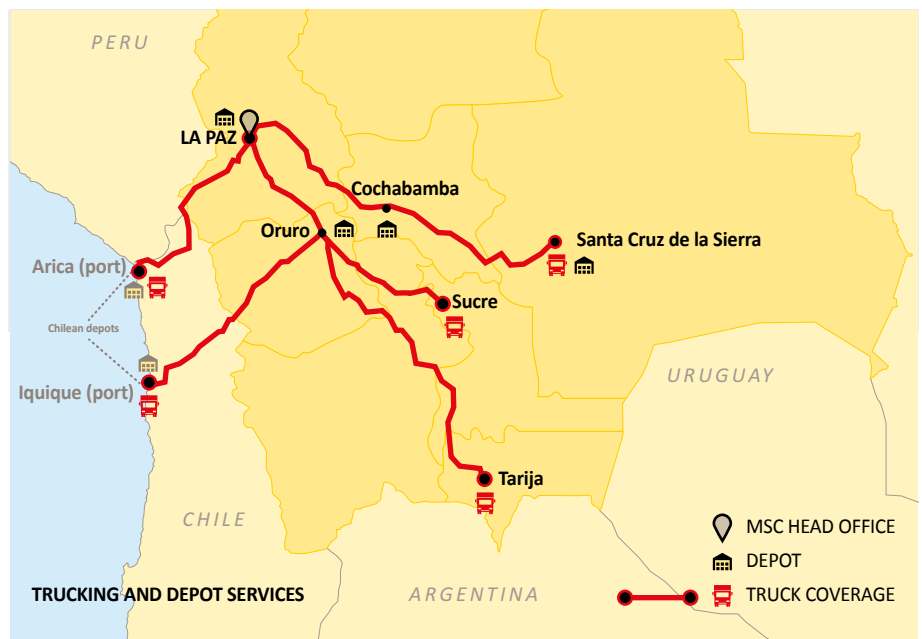 PERU
LA PAZ
Cochabamba
Oruro
Santa Cruz de la Sierra
Arica (port)
Sucre
Chilean depots
URUGUAY
Iquique (port)
Tarija
CHILE
MSC HEAD OFFICE
DEPOT
TRUCKING AND DEPOT SERVICES
ARGENTINA
TRUCK COVERAGE